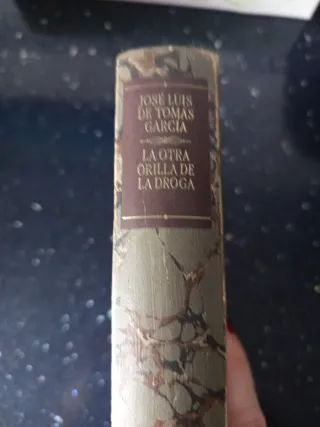 JOSÉ LUIS
DE TOMÁS
GARCÍA
LA OTRA
ORILLA DE
LA DROGA